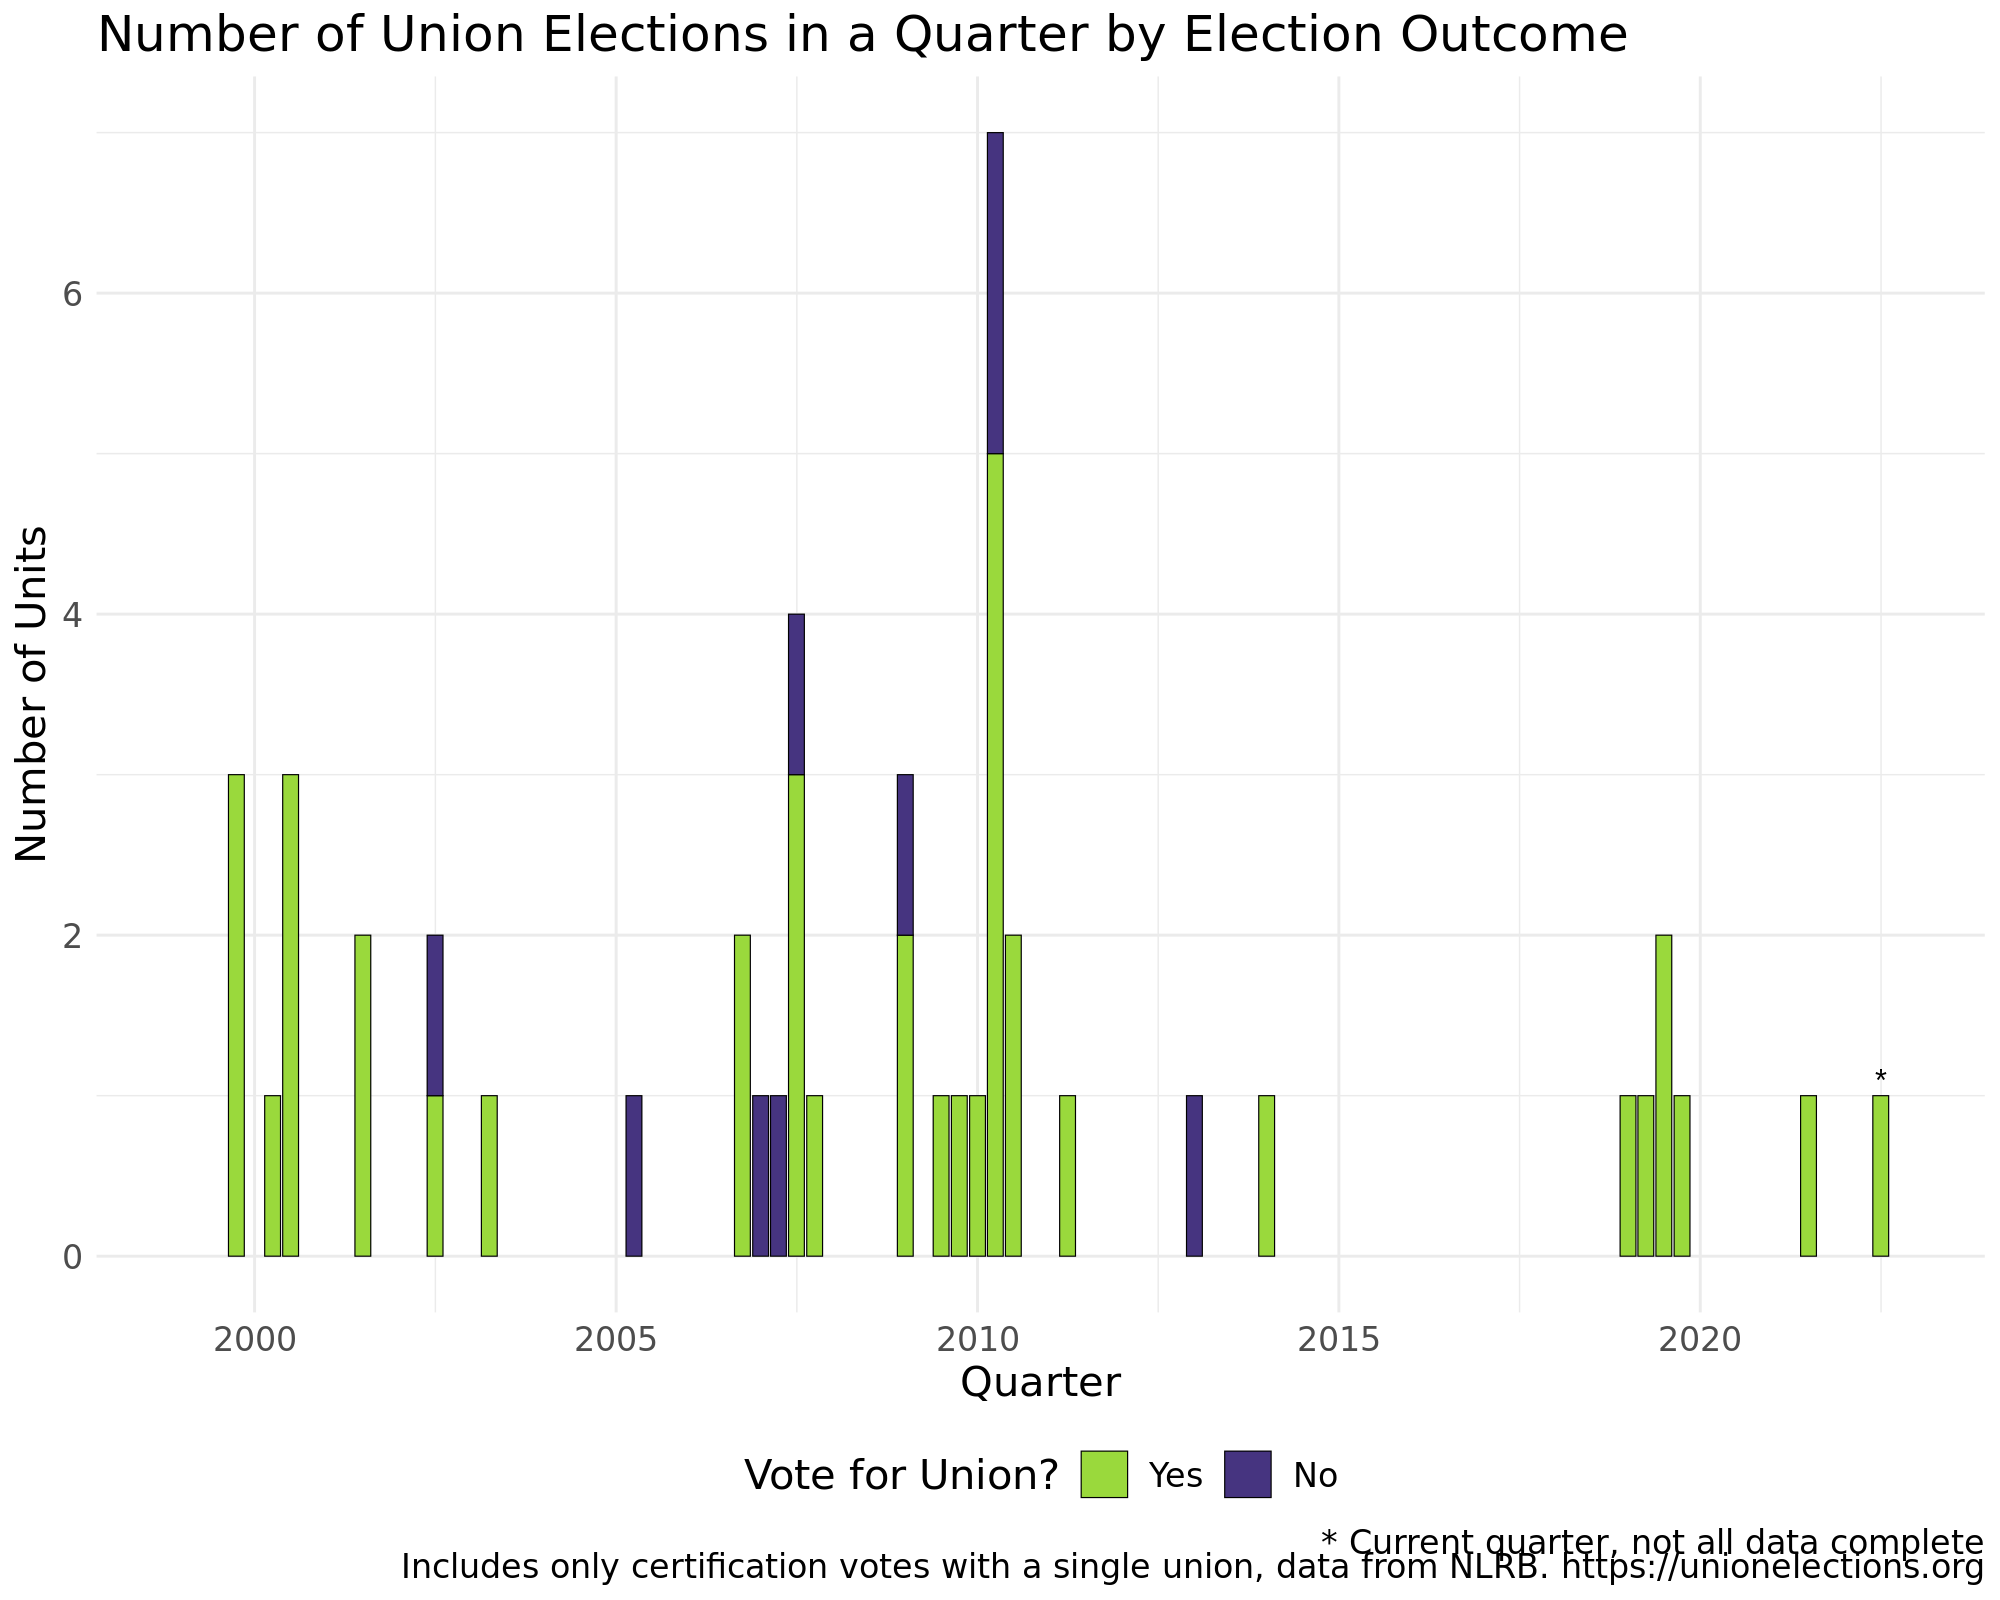 Number of Union Elections in a Quarter by Election Outcome
Number of Units
6
4
2
0
*
2000 2005 2010 2015 2020
Quarter
Vote for Union? Yes No
* Current quarter, not all data complete
Includes only certification votes with a single union, data from NLRB. https://unionelections.org